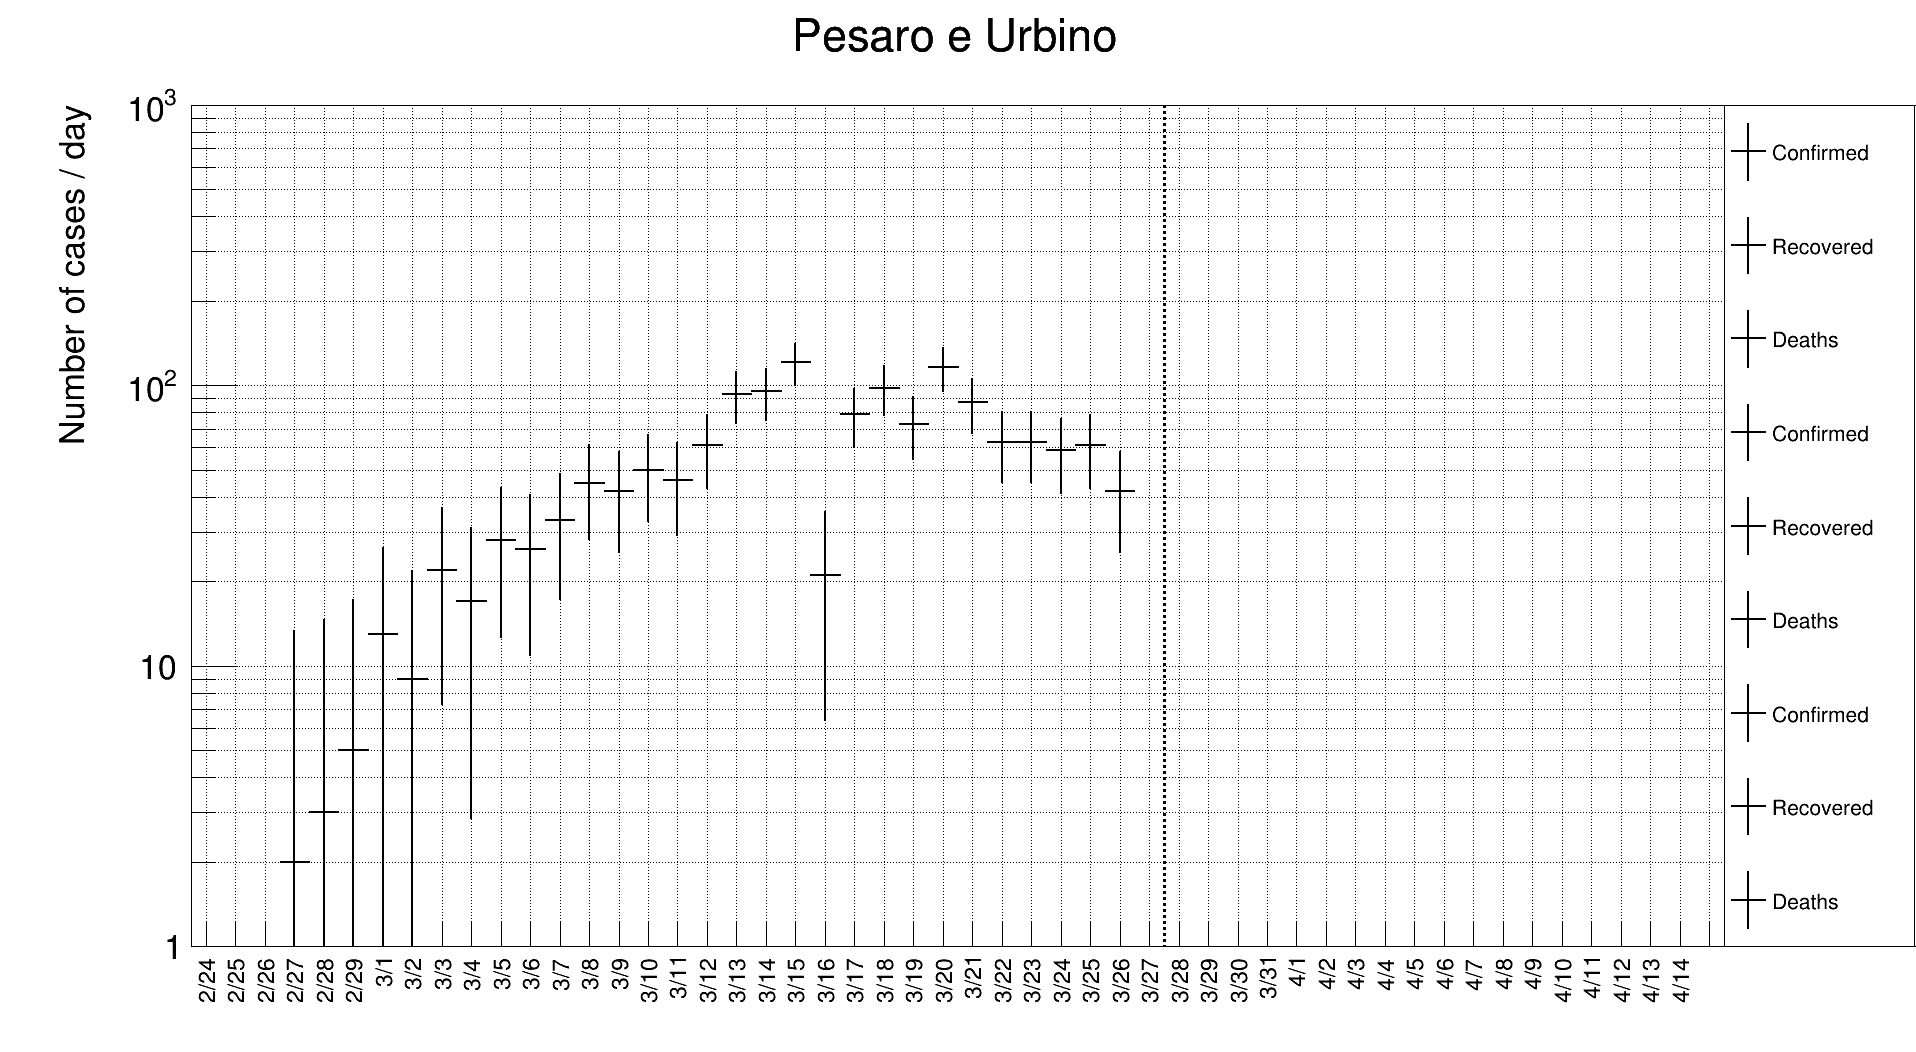 Pesaro e Urbino
Number of cases / day
10³
10²
10
1
2/24 2/25 2/26 2/27 2/28 2/29 3/1 3/2 3/3 3/4 3/5 3/6 3/7 3/8 3/9 3/10 3/11 3/12 3/13 3/14 3/15 3/16 3/17 3/18 3/19 3/20 3/21 3/22 3/23 3/24 3/25 3/26 3/27 3/28 3/29 3/30 3/31 4/1 4/2 4/3 4/4 4/5 4/6 4/7 4/8 4/9 4/10 4/11 4/12 4/13 4/14
Confirmed
Recovered
Deaths
Confirmed
Recovered
Deaths
Confirmed
Recovered
Deaths